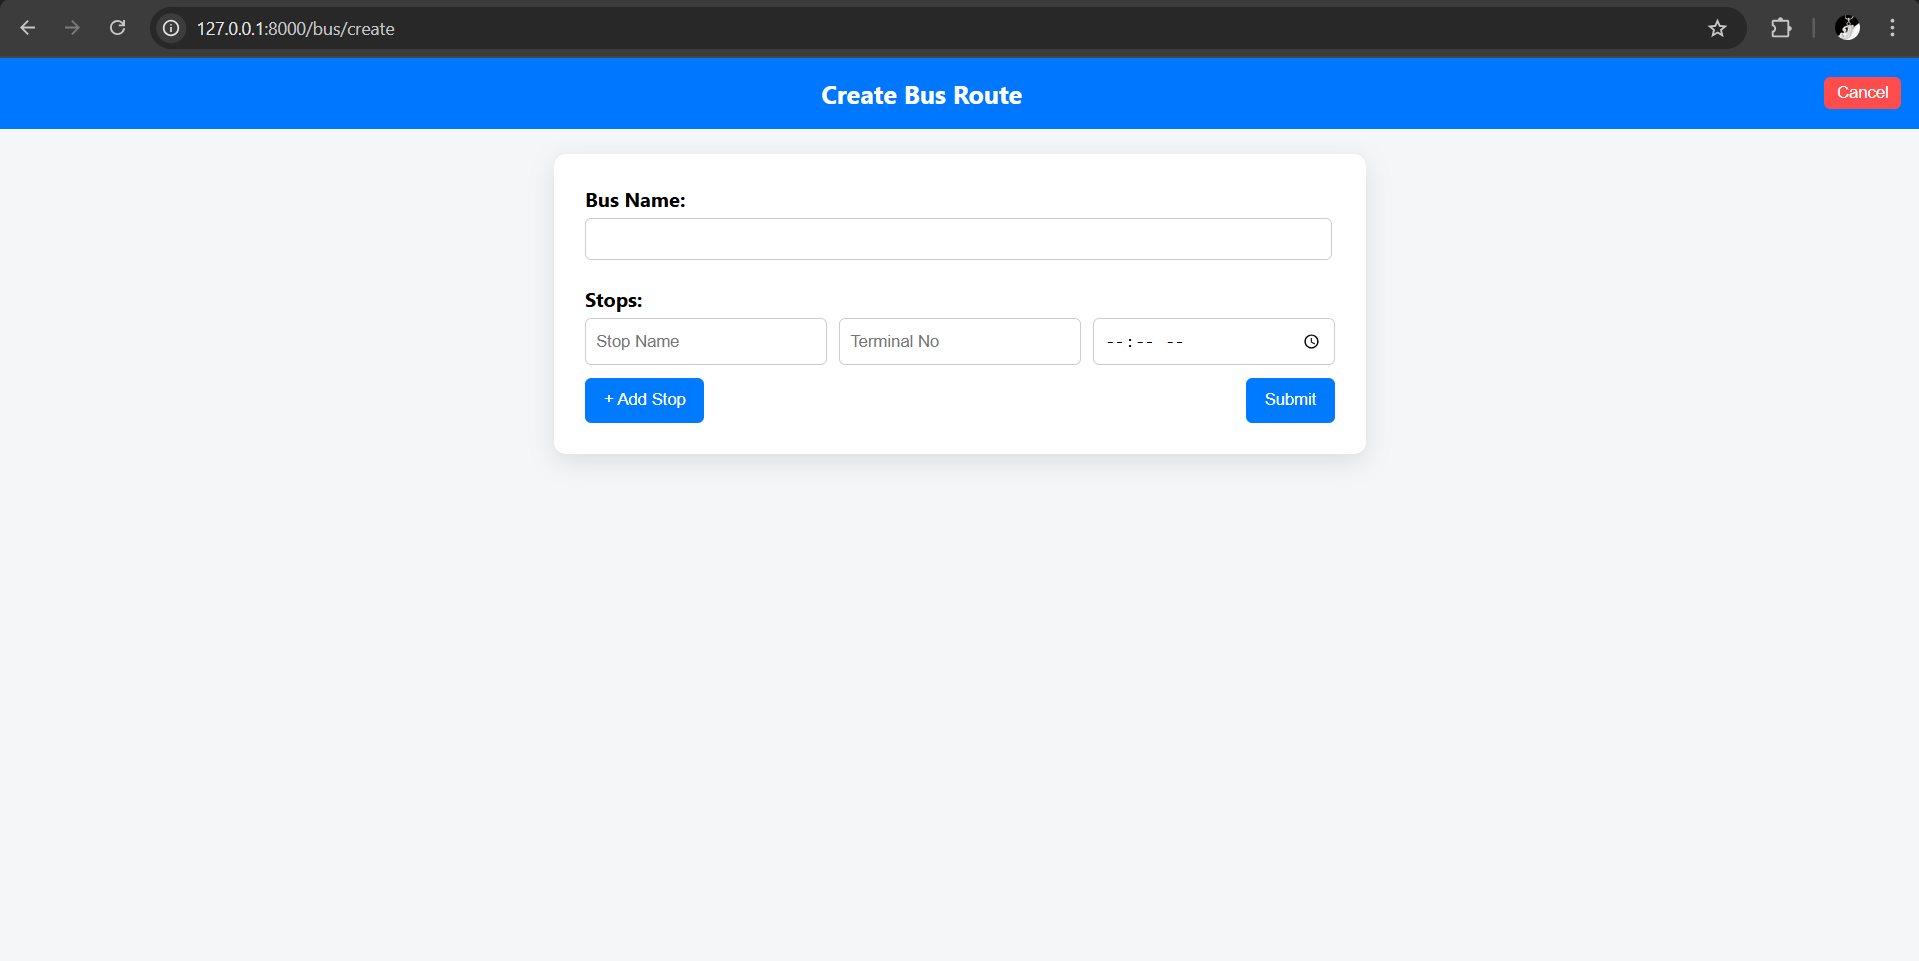 127.0.0.1:8000/bus/create
Create Bus Route
Cancel
Bus Name:
Stops:
Stop Name Terminal No --:-- --
+ Add Stop Submit